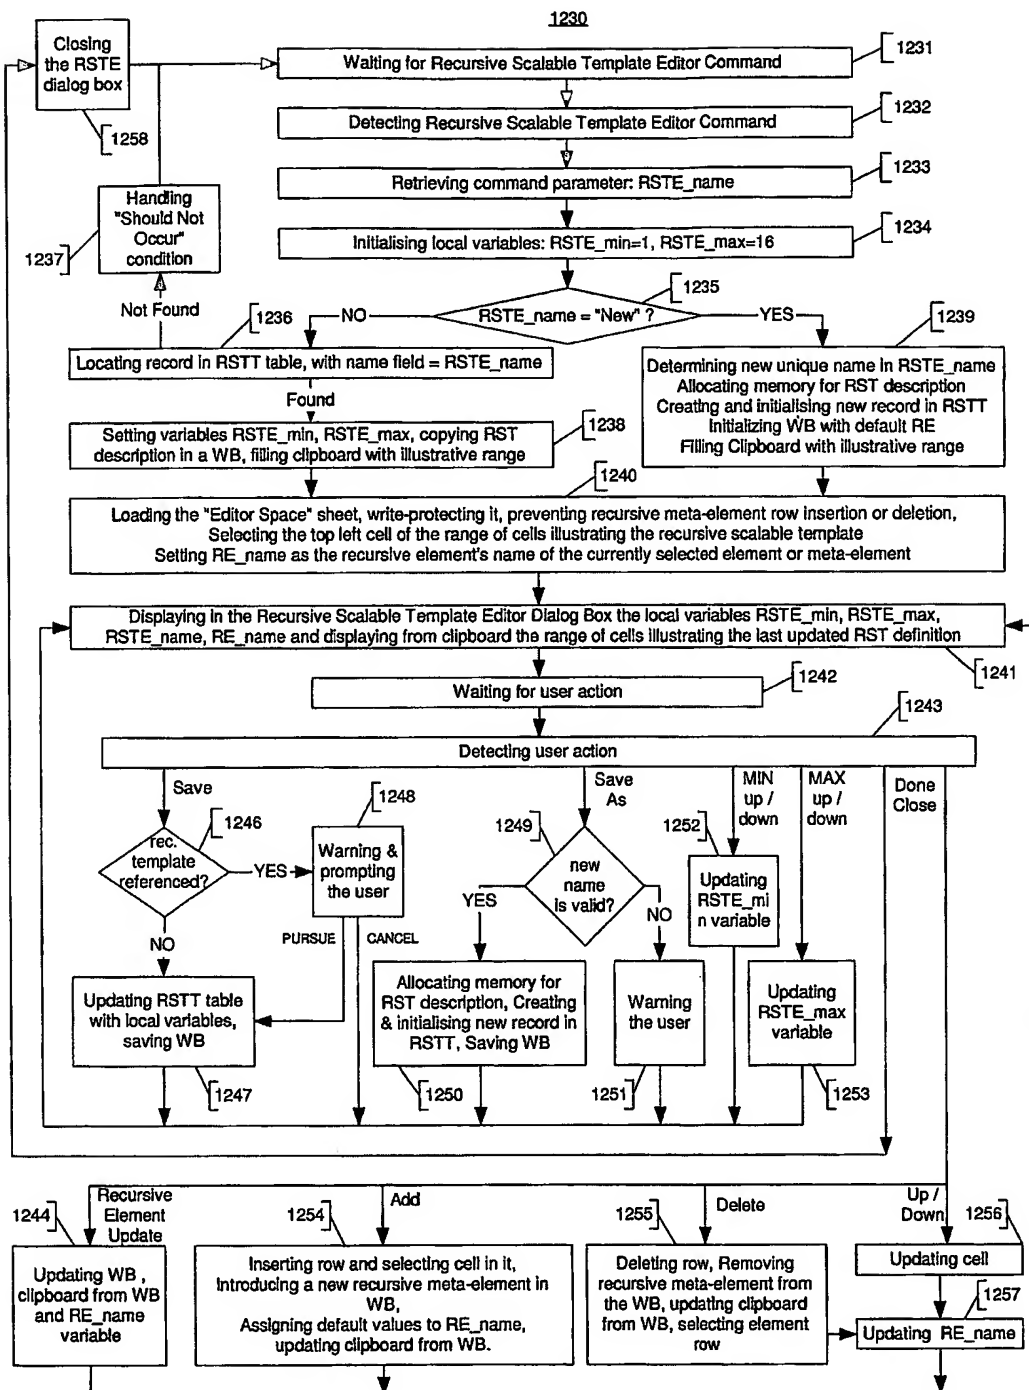 1230
Closing
the RSTE
dialog box
1258
Waiting for Recursive Scalable Template Editor Command
1231
Detecting Recursive Scalable Template Editor Command
1232
Retrieving command parameter: RSTE_name
1233
Initialising local variables: RSTE_min=1, RSTE_max=16
1234
Handling
"Should Not
Occur"
condition
1237
Not Found
RSTE_name = "New" ?
1235
NO
YES
1236
Locating record in RSTT table, with name field = RSTE_name
Found
1239
Determining new unique name in RSTE_name
Allocating memory for RST description
Creating and initialising new record in RSTT
Initializing WB with default RE
Filling Clipboard with illustrative range
Setting variables RSTE_min, RSTE_max, copying RST
description in a WB, filling clipboard with illustrative range
1238
1240
Loading the "Editor Space" sheet, write-protecting it, preventing recursive meta-element row insertion or deletion,
Selecting the top left cell of the range of cells illustrating the recursive scalable template
Setting RE_name as the recursive element's name of the currently selected element or meta-element
Displaying in the Recursive Scalable Template Editor Dialog Box the local variables RSTE_min, RSTE_max,
RSTE_name, RE_name and displaying from clipboard the range of cells illustrating the last updated RST definition
1241
Waiting for user action
1242
1243
Detecting user action
Save
1246
rec.
template
referenced?
YES
NO
1248
Warning &
prompting
the user
PURSUE
CANCEL
Updating RSTT table
with local variables,
saving WB
1247
Save
As
1249
new
name
is valid?
YES
NO
Allocating memory for
RST description, Creating
& initialising new record in
RSTT, Saving WB
1250
Warning
the user
1251
MIN
up /
down
1252
Updating
RSTE_mi
n variable
MAX
up /
down
Updating
RSTE_max
variable
1253
Done
Close
1244
Recursive
Element
Update
Updating WB ,
clipboard from WB
and RE_name
variable
1254
Add
Inserting row and selecting cell in it,
Introducing a new recursive meta-element in
WB,
Assigning default values to RE_name,
updating clipboard from WB.
1255
Delete
Deleting row, Removing
recursive meta-element from
the WB, updating clipboard
from WB, selecting element
row
Up /
Down
1256
Updating cell
1257
Updating RE_name